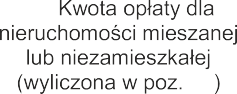 Kwota opłaty dla
nieruchomości mieszanej
lub niezamieszkałej
(wyliczona w poz. )